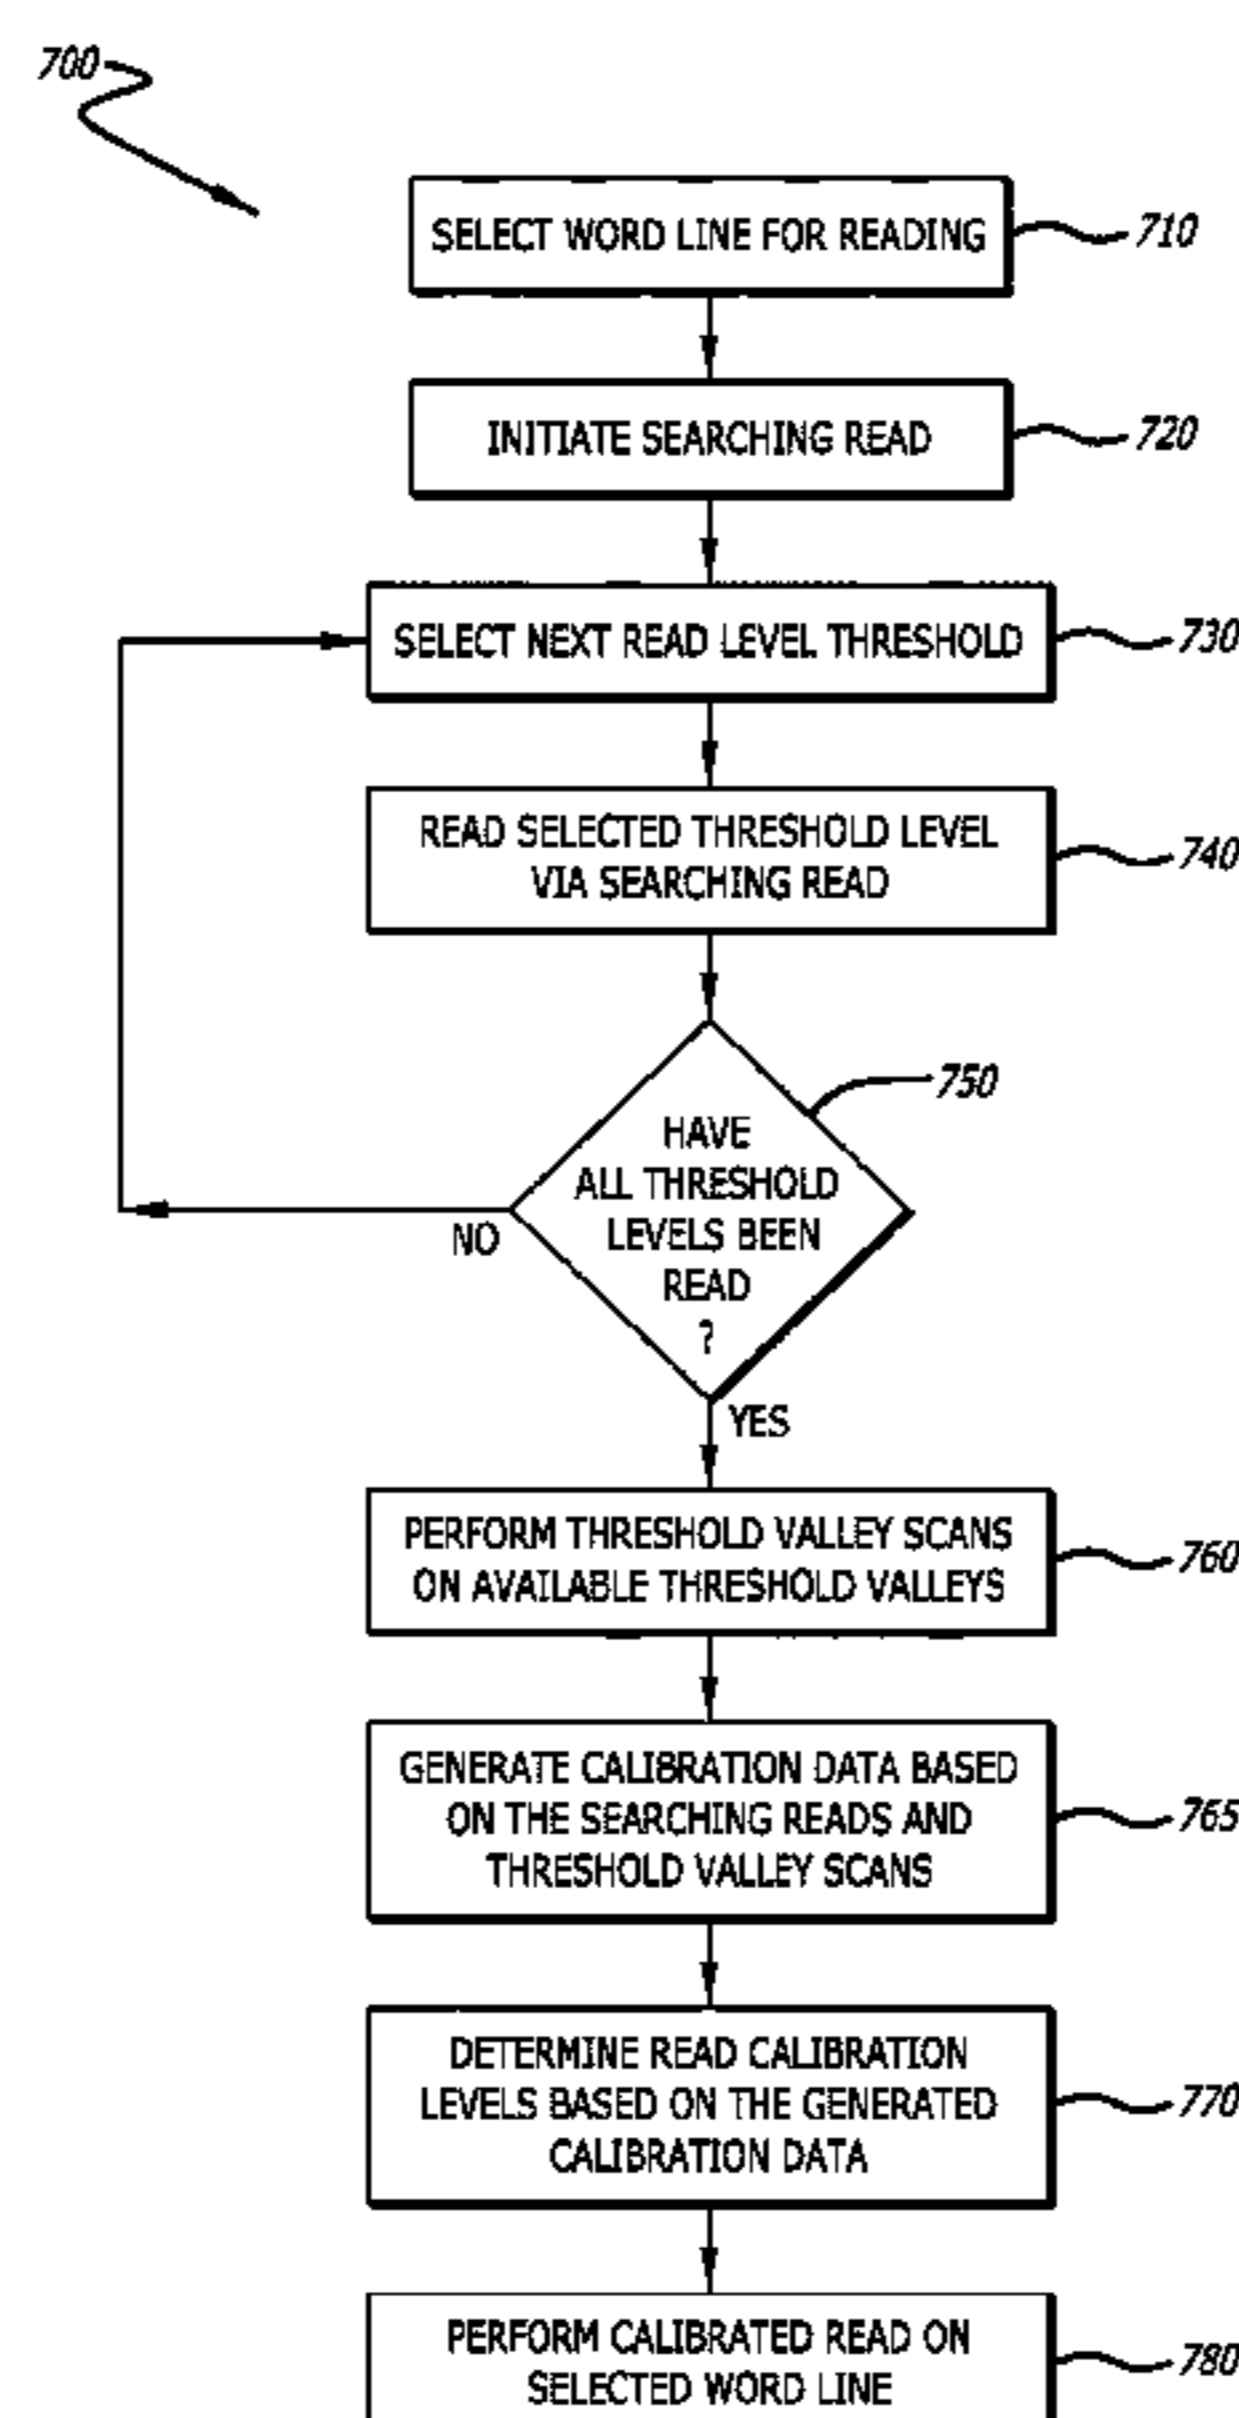 700
SELECT WORD LINE FOR READING
710
INITIATE SEARCHING READ
720
SELECT NEXT READ LEVEL THRESHOLD
730
READ SELECTED THRESHOLD LEVEL
VIA SEARCHING READ
740
750
HAVE
ALL THRESHOLD
LEVELS BEEN
READ
?
NO
YES
PERFORM THRESHOLD VALLEY SCANS
ON AVAILABLE THRESHOLD VALLEYS
760
GENERATE CALIBRATION DATA BASED
ON THE SEARCHING READS AND
THRESHOLD VALLEY SCANS
765
DETERMINE READ CALIBRATION
LEVELS BASED ON THE GENERATED
CALIBRATION DATA
770
PERFORM CALIBRATED READ ON
SELECTED WORD LINE
780